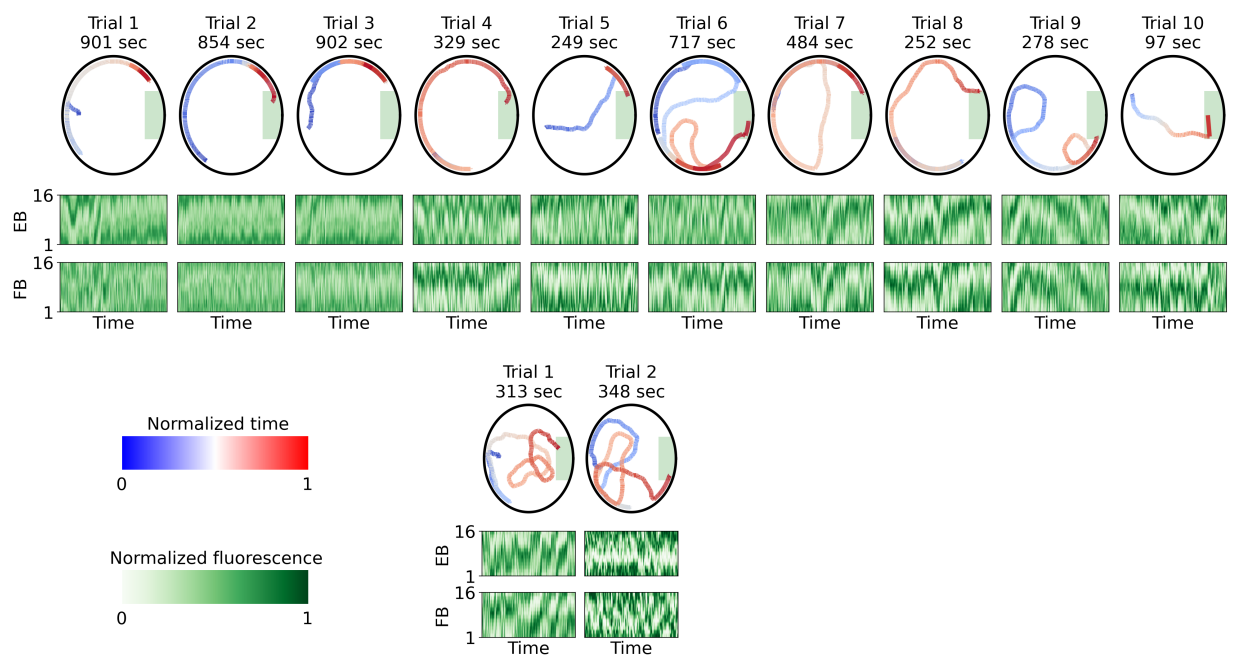 Trial 1 Trial 2 Trial 3 Trial 4 Trial 5 Trial 6 Trial 7 Trial 8 Trial 9 Trial 10
901 sec 854 sec 902 sec 329 sec 249 sec 717 sec 484 sec 252 sec 278 sec 97 sec
16
EB
1
16
FB
1
Time Time Time Time Time Time Time Time Time Time
Trial 1 Trial 2
313 sec 348 sec
Normalized time
0 1
16
EB
1
Normalized fluorescence
0 1
16
FB
1
Time Time